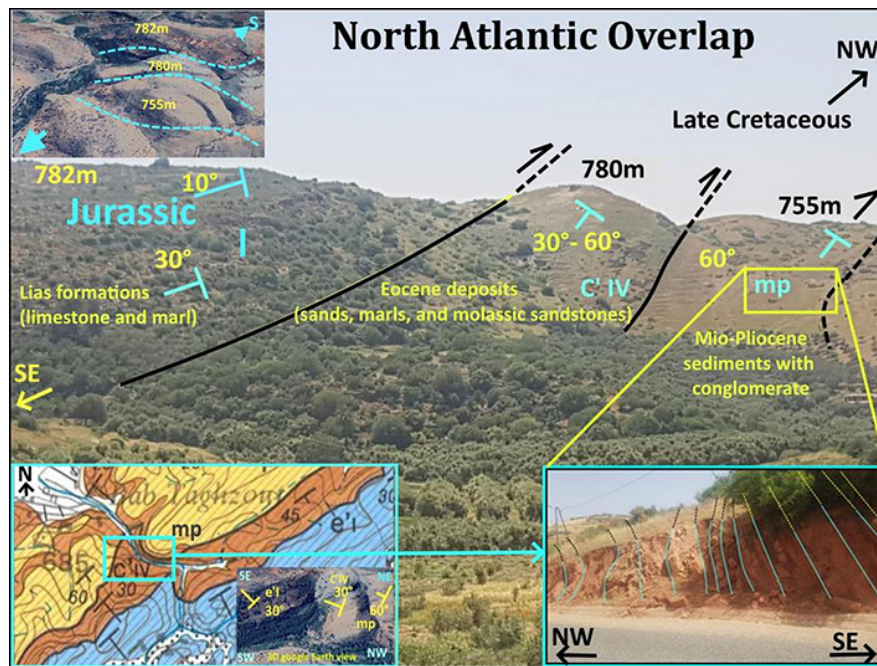 North Atlantic Overlap
782m
S
780m
755m
NW
Late Cretaceous
782m
10°
780m
755m
Jurassic
30°
30°- 60°
60°
Lias formations
(limestone and marl)
Eocene deposits
(sands, marls, and molassic sandstones)
C' IV
mp
Mio-Pliocene
sediments with
conglomerate
SE
N
mp
45
30
e'I
685
C'IV
60
30
SE
e'I
30°
C'IV
30°
NE
60°
mp
SW
3D google Earth view
NW
NW
SE